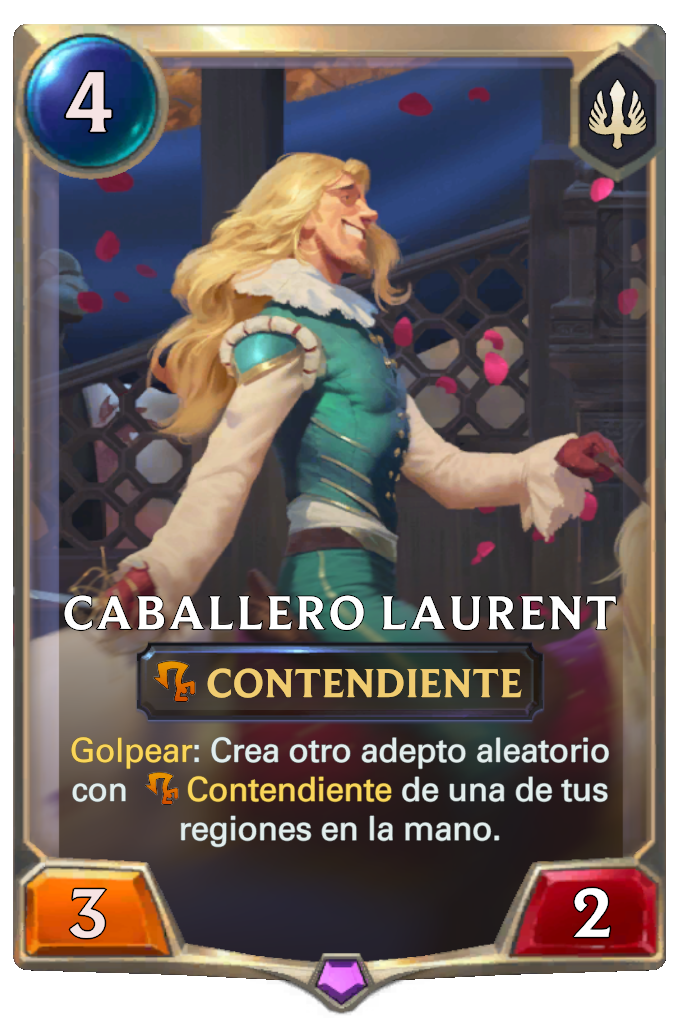 4
CABALLERO LAURENT
CONTENDIENTE
Golpear: Crea otro adepto aleatorio
con Contendiente de una de tus
regiones en la mano.
3
2